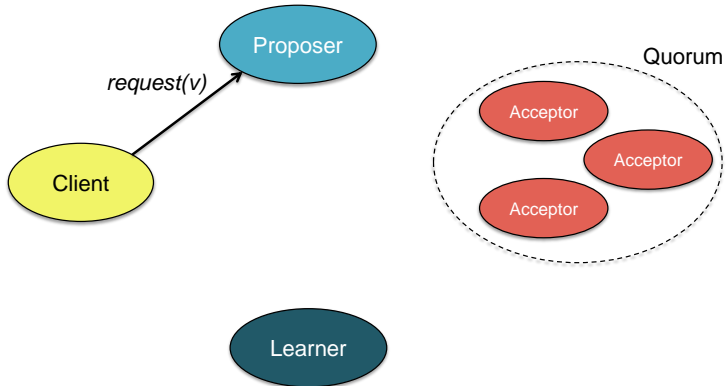 Proposer
Quorum
request(v)
Acceptor
Acceptor
Client
Acceptor
Learner